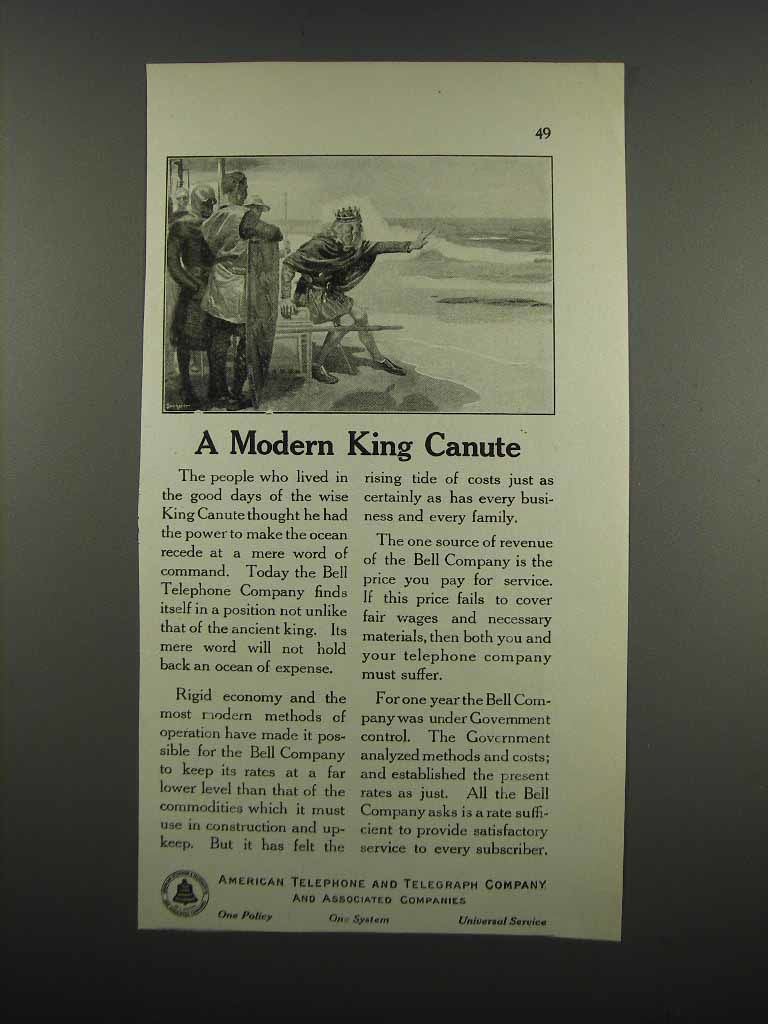 49
A Modern King Canute
The people who lived in
the good days of the wise
King Canute thought he had
the power to make the ocean
recede at a mere word of
command. Today the Bell
Telephone Company finds
itself in a position not unlike
that of the ancient king. Its
mere word will not hold
back an ocean of expense.
Rigid economy and the
most modern methods of
operation have made it pos-
sible for the Bell Company
to keep its rates at a far
lower level than that of the
commodities which it must
use in construction and up-
keep. But it has felt the
rising tide of costs just as
certainly as has every busi-
ness and every family.
The one source of revenue
of the Bell Company is the
price you pay for service.
If this price fails to cover
fair wages and necessary
materials, then both you and
your telephone company
must suffer.
For one year the Bell Com-
pany was under Government
control. The Government
analyzed methods and costs;
and established the present
rates as just. All the Bell
Company asks is a rate suffi-
cient to provide satisfactory
service to every subscriber.
AMERICAN TELEPHONE AND TELEGRAPH COMPANY
AND ASSOCIATED COMPANIES
One Policy One System Universal Service